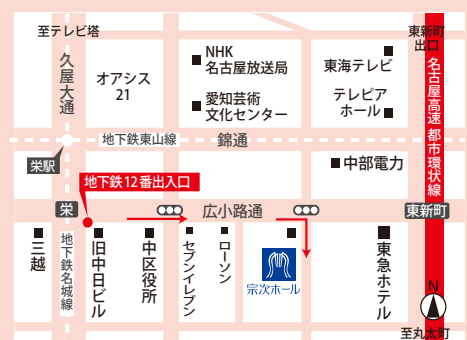 至テレビ塔
東新町
出口
NHK
名古屋放送局
東海テレビ
久屋大通
オアシス
21
愛知芸術
文化センター
テレピア
ホール
名古屋高速 都市環状線
地下鉄東山線
錦通
栄駅
中部電力
地下鉄12番出入口
栄
広小路通
東新町
三越
地下鉄名城線
旧中日ビル
中区役所
セブンイレブン
ローソン
宗次ホール
東急ホテル
N
至丸太町